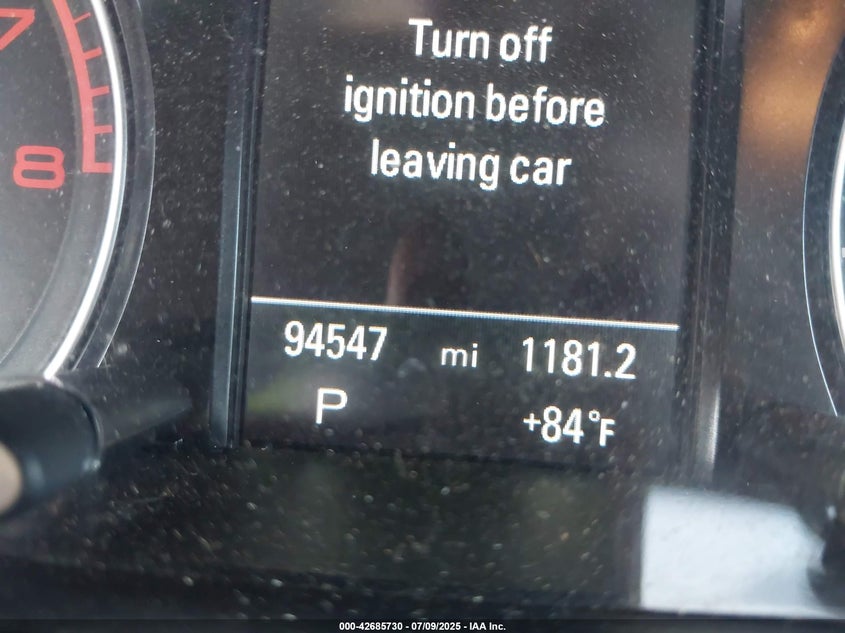 7
8
Turn off
ignition before
leaving car
94547 mi 1181.2
P +84°F
000-42685730 - 07/09/2025 - IAA Inc.